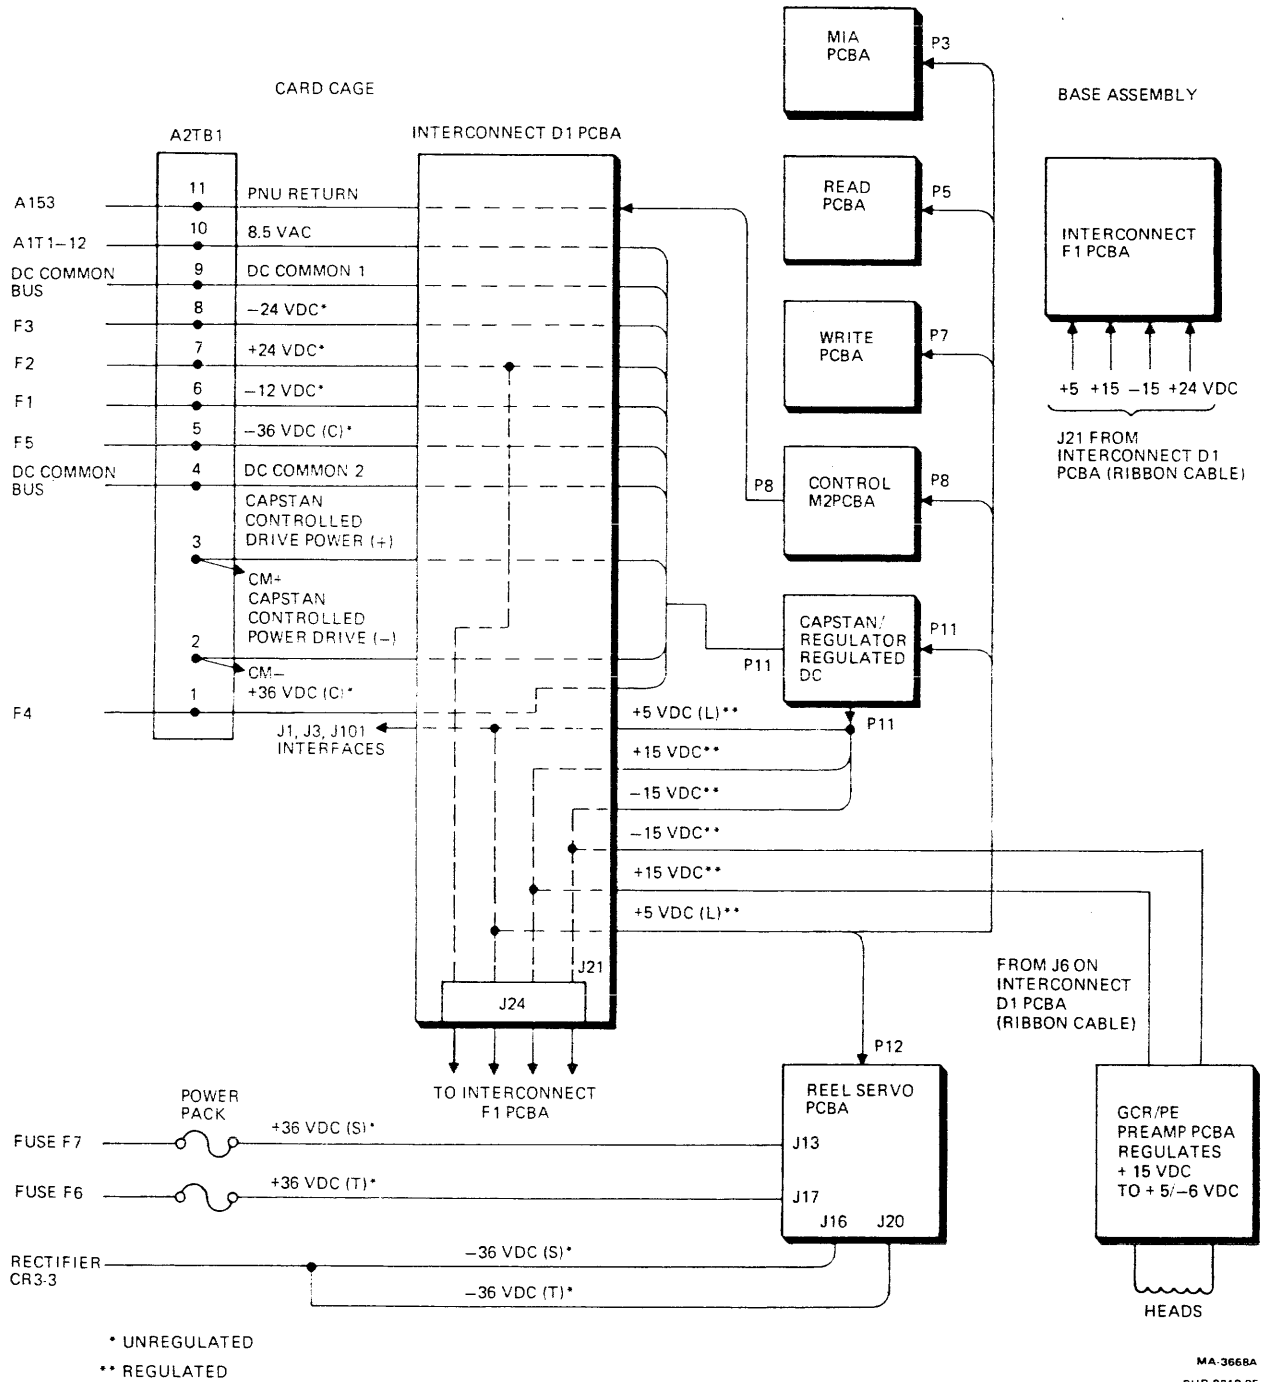 MIA
PCBA
P3
CARD CAGE
BASE ASSEMBLY
A2TB1
INTERCONNECT D1 PCBA
11
PNU RETURN
A153
10
8.5 VAC
A1T1-12
9
DC COMMON 1
DC COMMON
BUS
8
-24 VDC*
F3
7
+24 VDC*
F2
6
-12 VDC*
F1
5
-36 VDC (C)*
F5
4
DC COMMON 2
DC COMMON
BUS
CAPSTAN
CONTROLLED
DRIVE POWER (+)
3
CM+
CAPSTAN
CONTROLLED
POWER DRIVE (-)
2
CM-
1
+36 VDC (C)*
F4
J1, J3, J101
INTERFACES
READ
PCBA
P5
WRITE
PCBA
P7
CONTROL
M2PCBA
P8
P8
CAPSTAN/
REGULATOR
REGULATED
DC
P11
P11
P11
INTERCONNECT
F1 PCBA
+5 +15 -15 +24 VDC
J21 FROM
INTERCONNECT D1
PCBA (RIBBON CABLE)
+5 VDC (L)**
+15 VDC**
-15 VDC**
-15 VDC**
+15 VDC**
+5 VDC (L)**
J21
J24
TO INTERCONNECT
F1 PCBA
FROM J6 ON
INTERCONNECT
D1 PCBA
(RIBBON CABLE)
P12
REEL SERVO
PCBA
J13
J17
J16 J20
GCR/PE
PREAMP PCBA
REGULATES
+ 15 VDC
TO + 5/-6 VDC
HEADS
POWER
PACK
FUSE F7
+36 VDC (S)*
FUSE F6
+36 VDC (T)*
RECTIFIER
CR3-3
-36 VDC (S)*
-36 VDC (T)*
* UNREGULATED
** REGULATED
MA-3668A